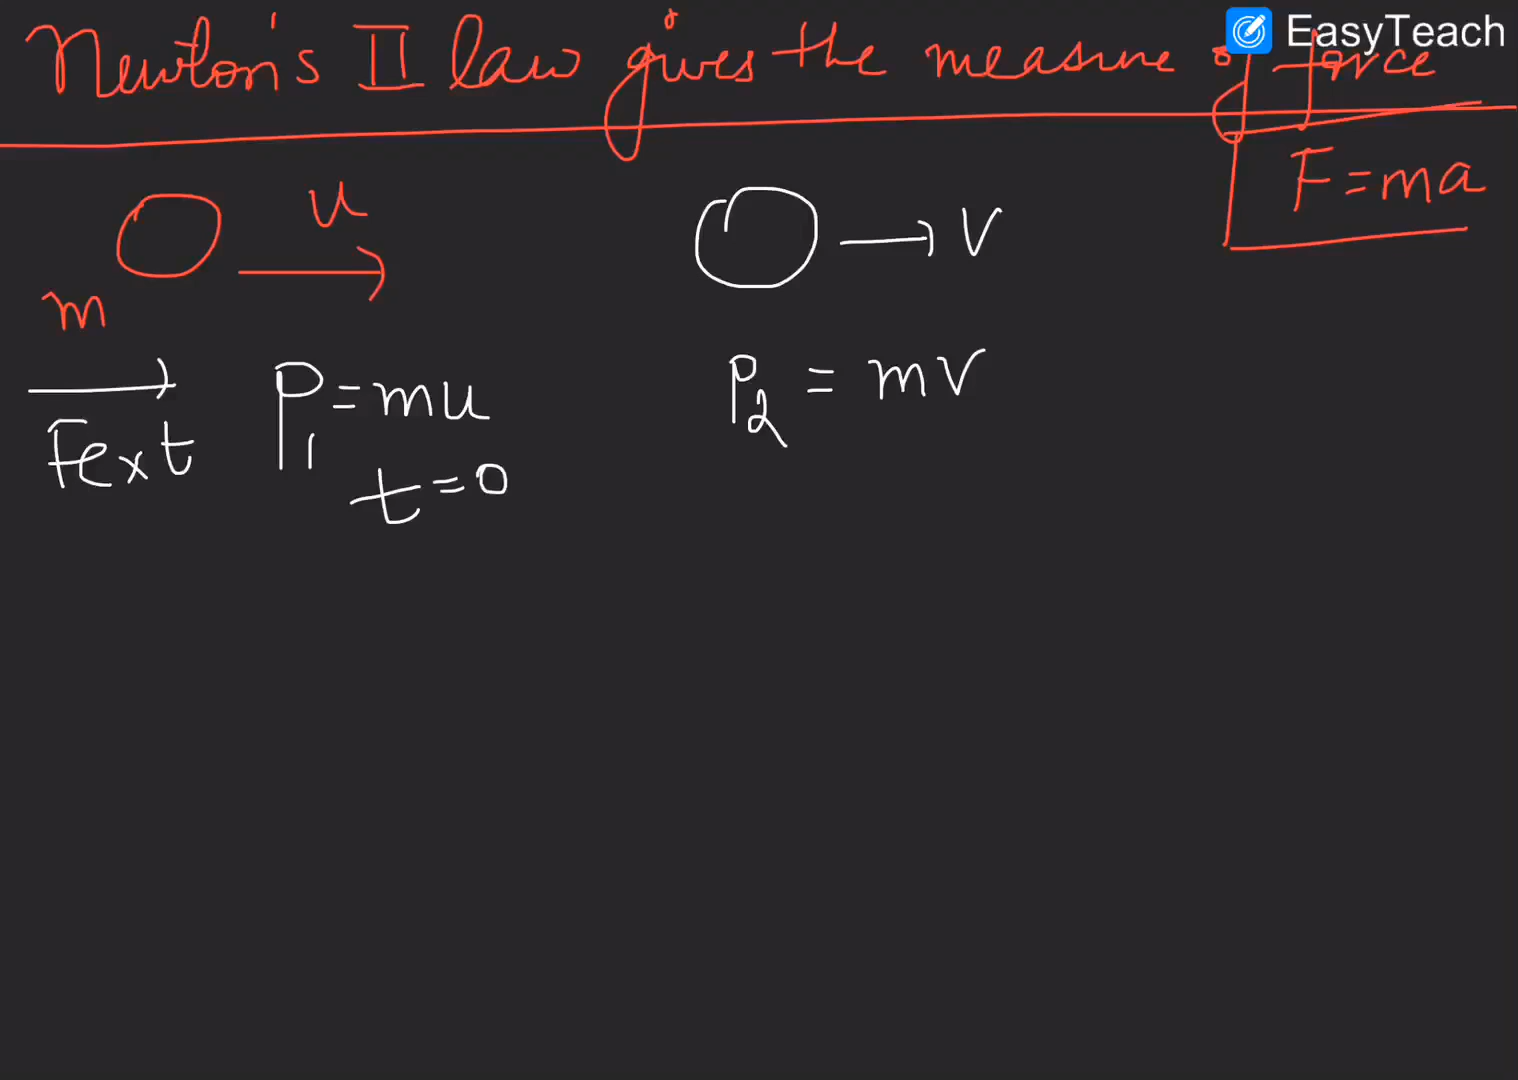 Newton's II law gives the measure of force
EasyTeach
F = ma
u
v
m
P1 = mu
P2 = mv
Fext
t = 0